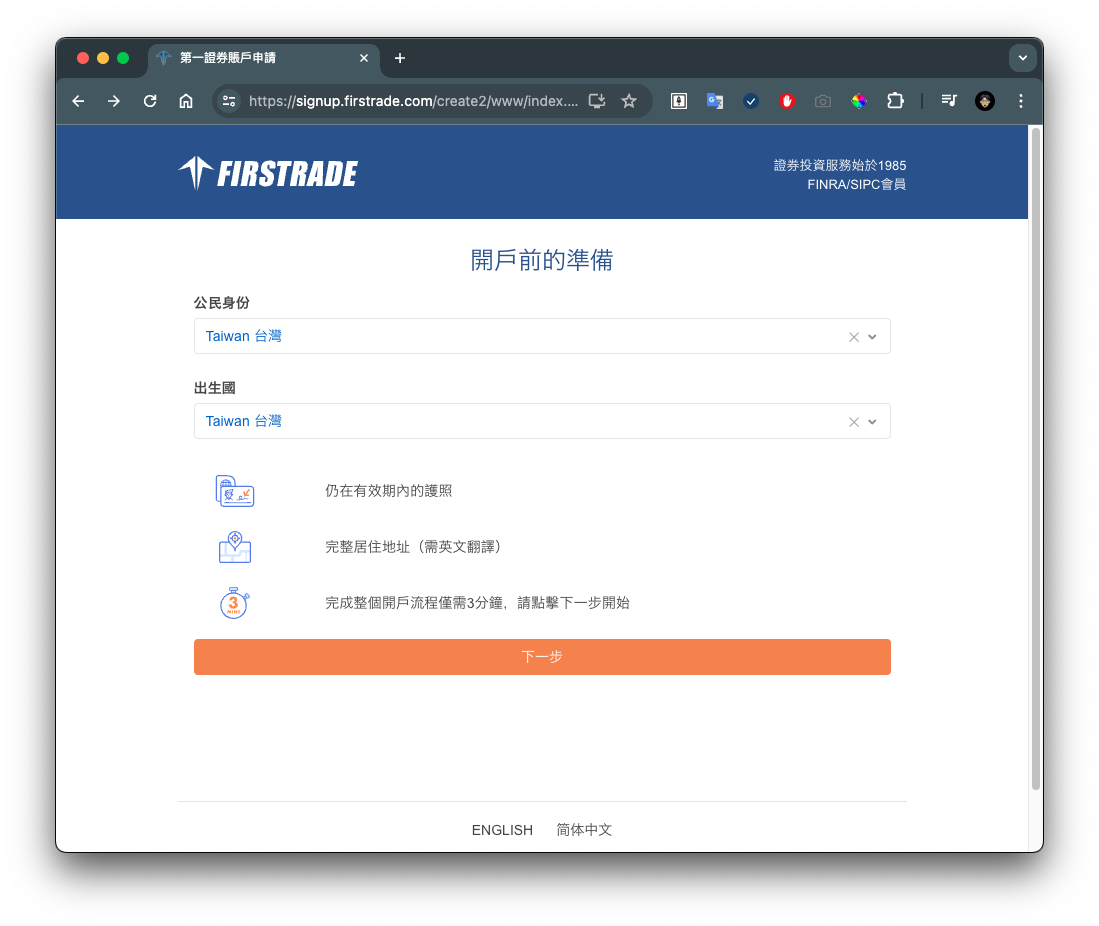 第一證券賬戶申請
https://signup.firstrade.com/create2/www/index....
FIRSTRADE
證券投資服務始於1985
FINRA/SIPC會員
開戶前的準備
公民身份
Taiwan 台灣
出生國
Taiwan 台灣
仍在有效期內的護照
完整居住地址（需英文翻譯）
3
MINS
完成整個開戶流程僅需3分鐘，請點擊下一步開始
下一步
ENGLISH 简体中文